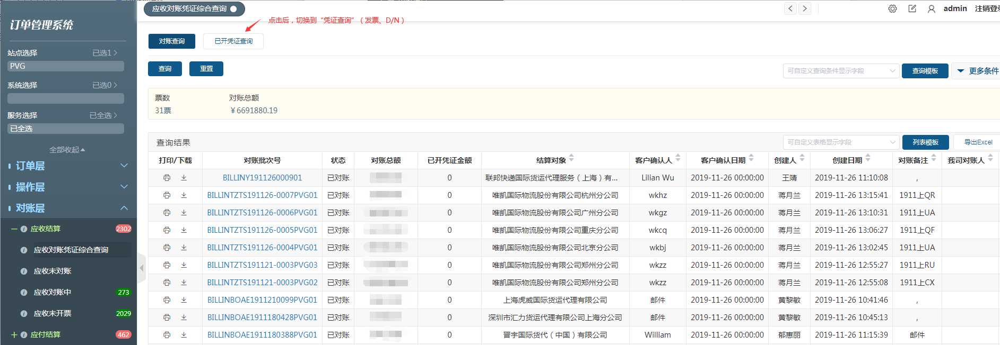 应收对账凭证综合查询
admin
注销登录
订单管理系统
点击后，切换到“凭证查询”（发票、D/N）
对账查询
已开凭证查询
站点选择
已选1
PVG
查询
重置
可自定义查询条件显示字段
查询模板
更多条件
系统选择
已选0
票数
对账总额
31票
￥6691880.19
服务选择
已全选
已全选
全部收起
查询结果
可自定义表格显示字段
列表模板
导出Excel
订单层
操作层
对账层
应收结算
2302
应收对账凭证综合查询
应收未对账
应收对账中
273
应收未开票
2029
应付结算
462
打印/下载 对账批次号 状态 对账总额 已开凭证金额 结算对象 客户确认人 客户确认日期 创建人 创建日期 对账备注 我司对账人
BILLINY191126000901 已对账 0 联邦快递国际货运代理服务（上海）有... Lilian Wu 2019-11-26 00:00:00 王靖 2019-11-26 11:10:08 ,
BILLINTZTS191126-0007PVG01 已对账 0 唯凯国际物流股份有限公司杭州分公司 wkhz 2019-11-26 00:00:00 蒋月兰 2019-11-26 13:15:41 1911上QR
BILLINTZTS191126-0006PVG01 已对账 0 唯凯国际物流股份有限公司广州分公司 wkgz 2019-11-26 00:00:00 蒋月兰 2019-11-26 13:10:31 1911上UA
BILLINTZTS191126-0005PVG01 已对账 0 唯凯国际物流股份有限公司重庆分公司 wkcq 2019-11-26 00:00:00 蒋月兰 2019-11-26 13:06:27 1911上QF
BILLINTZTS191126-0004PVG01 已对账 0 唯凯国际物流股份有限公司北京分公司 wkbj 2019-11-26 00:00:00 蒋月兰 2019-11-26 13:02:45 1911上UA
BILLINTZTS191121-0003PVG03 已对账 0 唯凯国际物流股份有限公司郑州分公司 wkzz 2019-11-26 00:00:00 蒋月兰 2019-11-26 12:55:27 1911上RU
BILLINTZTS191121-0003PVG02 已对账 0 唯凯国际物流股份有限公司郑州分公司 wkzz 2019-11-26 00:00:00 蒋月兰 2019-11-26 12:55:08 1911上CX
BILLINBOAE1911210099PVG01 已对账 0 上海虎威国际货运代理有限公司 邮件 2019-11-26 00:00:00 黄黎敏 2019-11-26 10:41:46 ,
BILLINBOAE1911180428PVG01 已对账 0 深圳市汇力货运代理有限公司上海分公司 邮件 2019-11-26 00:00:00 黄黎敏 2019-11-26 10:45:13 ,
BILLINBOAE1911180388PVG01 已对账 0 晋宇国际货代（中国）有限公司 William 2019-11-26 00:00:00 郁惠丽 2019-11-26 11:15:39 邮件